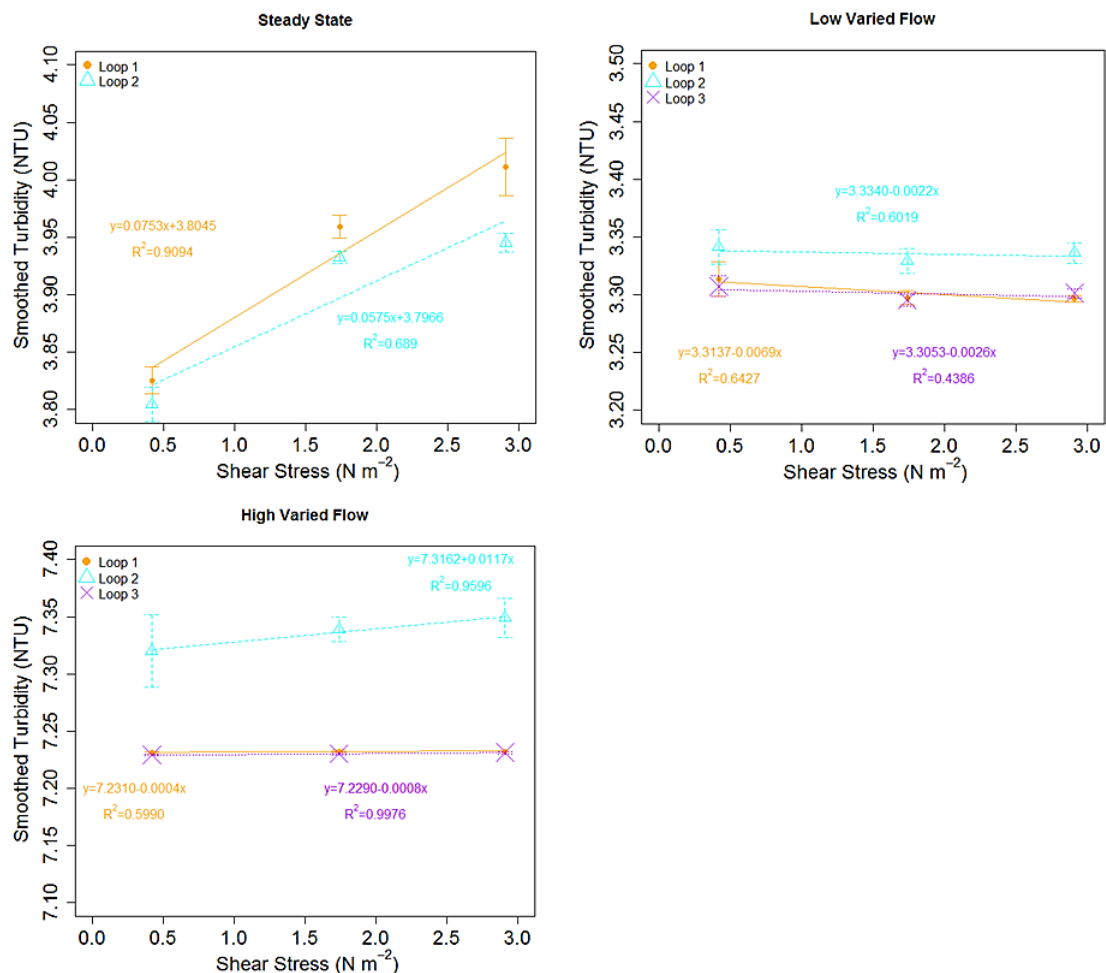 Steady State
Smoothed Turbidity (NTU)
4.10
4.05
4.00
3.95
3.90
3.85
3.80
Loop 1
Loop 2
y=0.0753x+3.8045
R²=0.9094
y=0.0575x+3.7966
R²=0.689
0.0 0.5 1.0 1.5 2.0 2.5 3.0
Shear Stress (N m⁻²)
Low Varied Flow
Smoothed Turbidity (NTU)
3.50
3.45
3.40
3.35
3.30
3.25
3.20
Loop 1
Loop 2
Loop 3
y=3.3340-0.0022x
R²=0.6019
y=3.3137-0.0069x
R²=0.6427
y=3.3053-0.0026x
R²=0.4386
0.0 0.5 1.0 1.5 2.0 2.5 3.0
Shear Stress (N m⁻²)
High Varied Flow
Smoothed Turbidity (NTU)
7.40
7.35
7.30
7.25
7.20
7.15
7.10
Loop 1
Loop 2
Loop 3
y=7.3162+0.0117x
R²=0.9596
y=7.2310-0.0004x
R²=0.5990
y=7.2290-0.0008x
R²=0.9976
0.0 0.5 1.0 1.5 2.0 2.5 3.0
Shear Stress (N m⁻²)